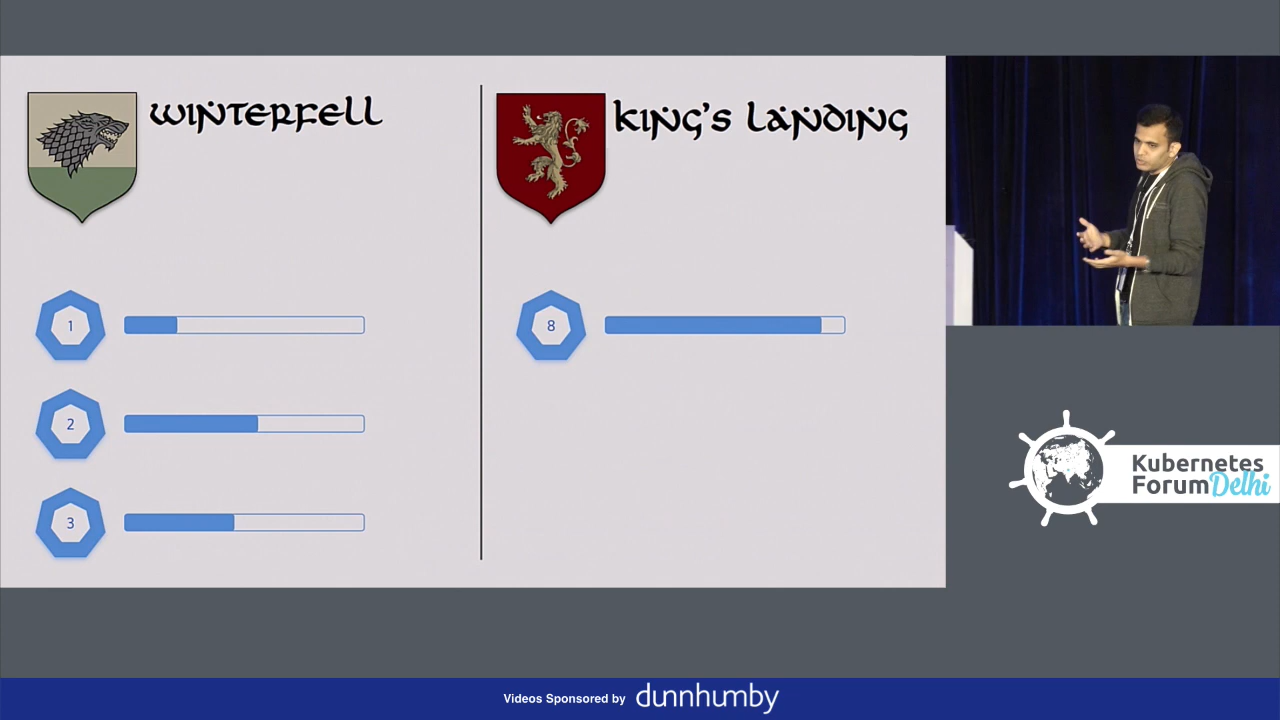 WINTERFELL
KING'S LANDING
1
8
2
3
Kubernetes
Forum Delhi
Videos Sponsored by dunnhumby